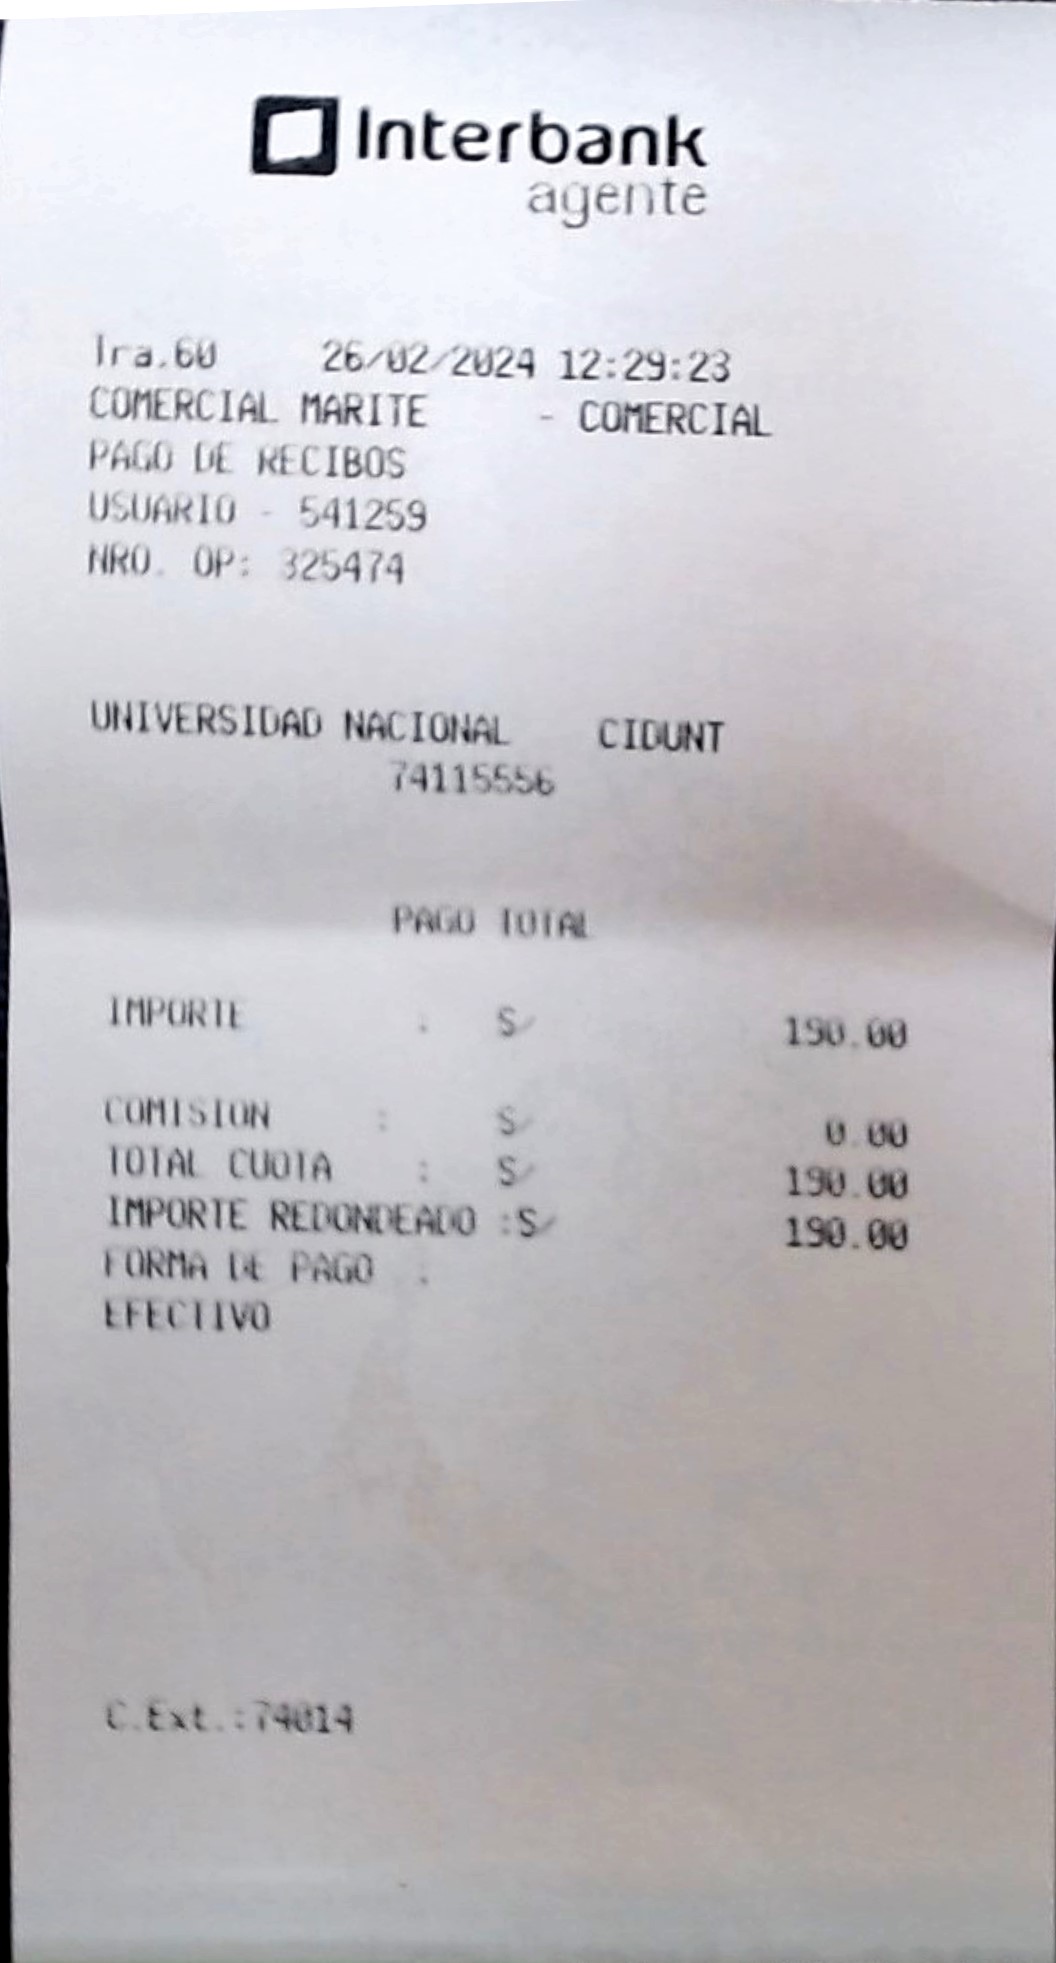 Interbank
agente
Tra.60 26/02/2024 12:29:23
COMERCIAL MARITE - COMERCIAL
PAGO DE RECIBOS
USUARIO - 541259
NRO. OP: 325474
UNIVERSIDAD NACIONAL CIDUNT
74115556
PAGO TOTAL
IMPORTE : S/ 190.00
COMISION : S/ 0.00
TOTAL CUOTA : S/ 190.00
IMPORTE REDONDEADO :S/ 190.00
FORMA DE PAGO :
EFECTIVO
C.Ext.:74014